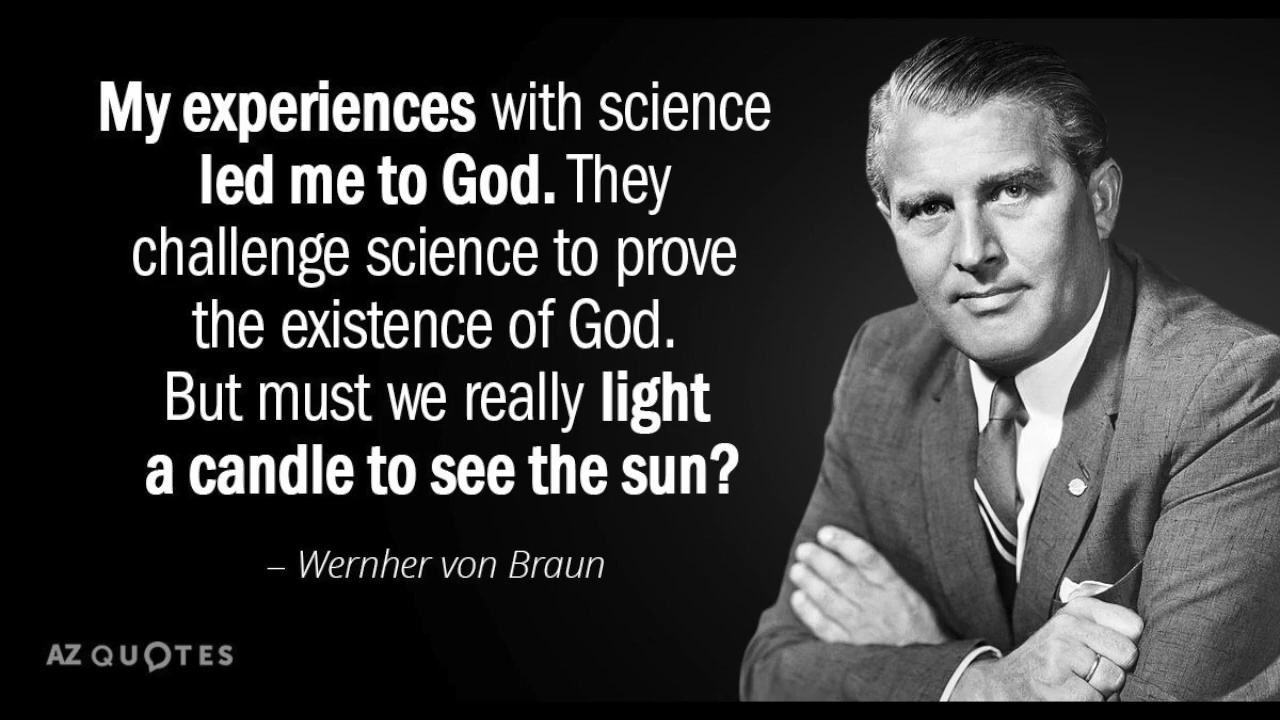 My experiences with science
led me to God. They
challenge science to prove
the existence of God.
But must we really light
a candle to see the sun?
– Wernher von Braun
AZ QUOTES